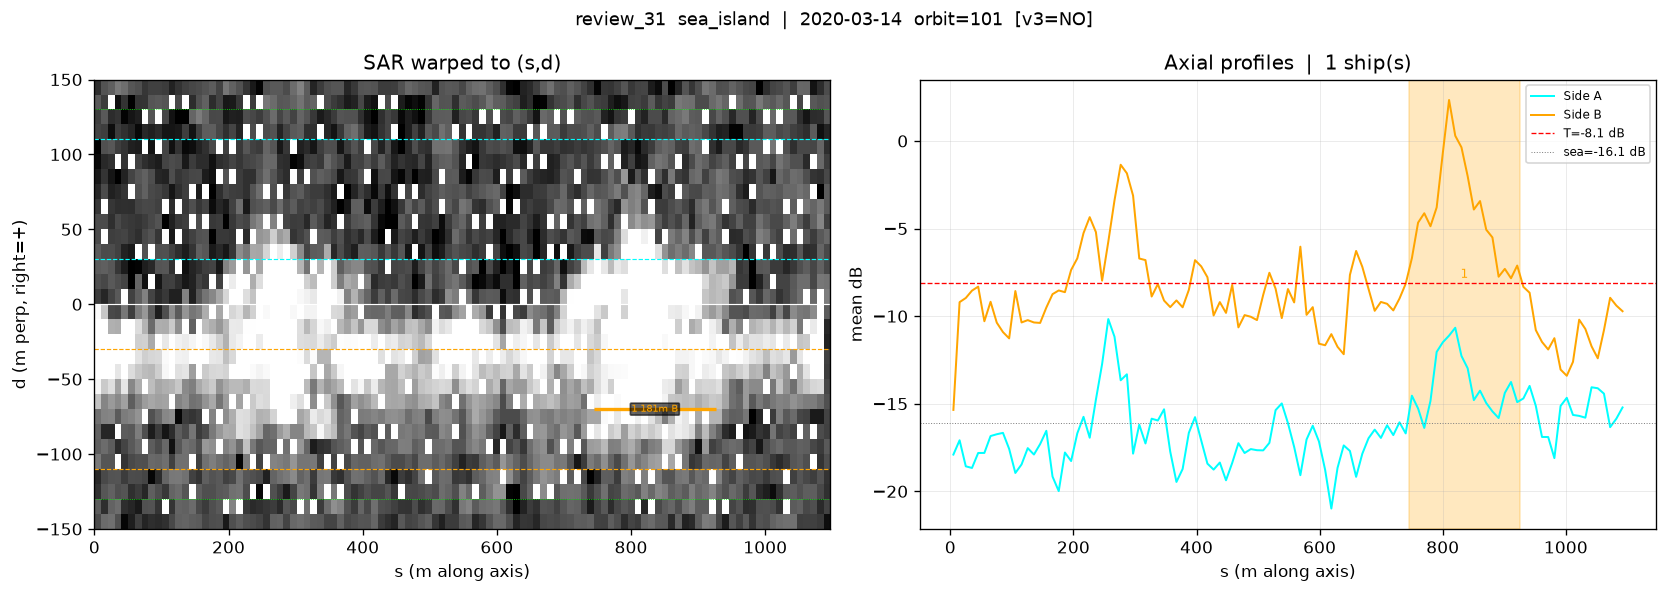 review_31  sea_island  |  2020-03-14  orbit=101  [v3=NO]
SAR warped to (s,d)
150
100
50
0
−50
−100
−150
d (m perp, right=+)
1 181m B
0
200
400
600
800
1000
s (m along axis)
Axial profiles  |  1 ship(s)
0
−5
−10
−15
−20
mean dB
1
Side A
Side B
T=-8.1 dB
sea=-16.1 dB
0
200
400
600
800
1000
s (m along axis)